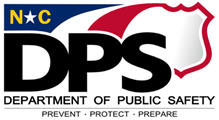 N★C
DPS
DEPARTMENT OF PUBLIC SAFETY
PREVENT · PROTECT · PREPARE